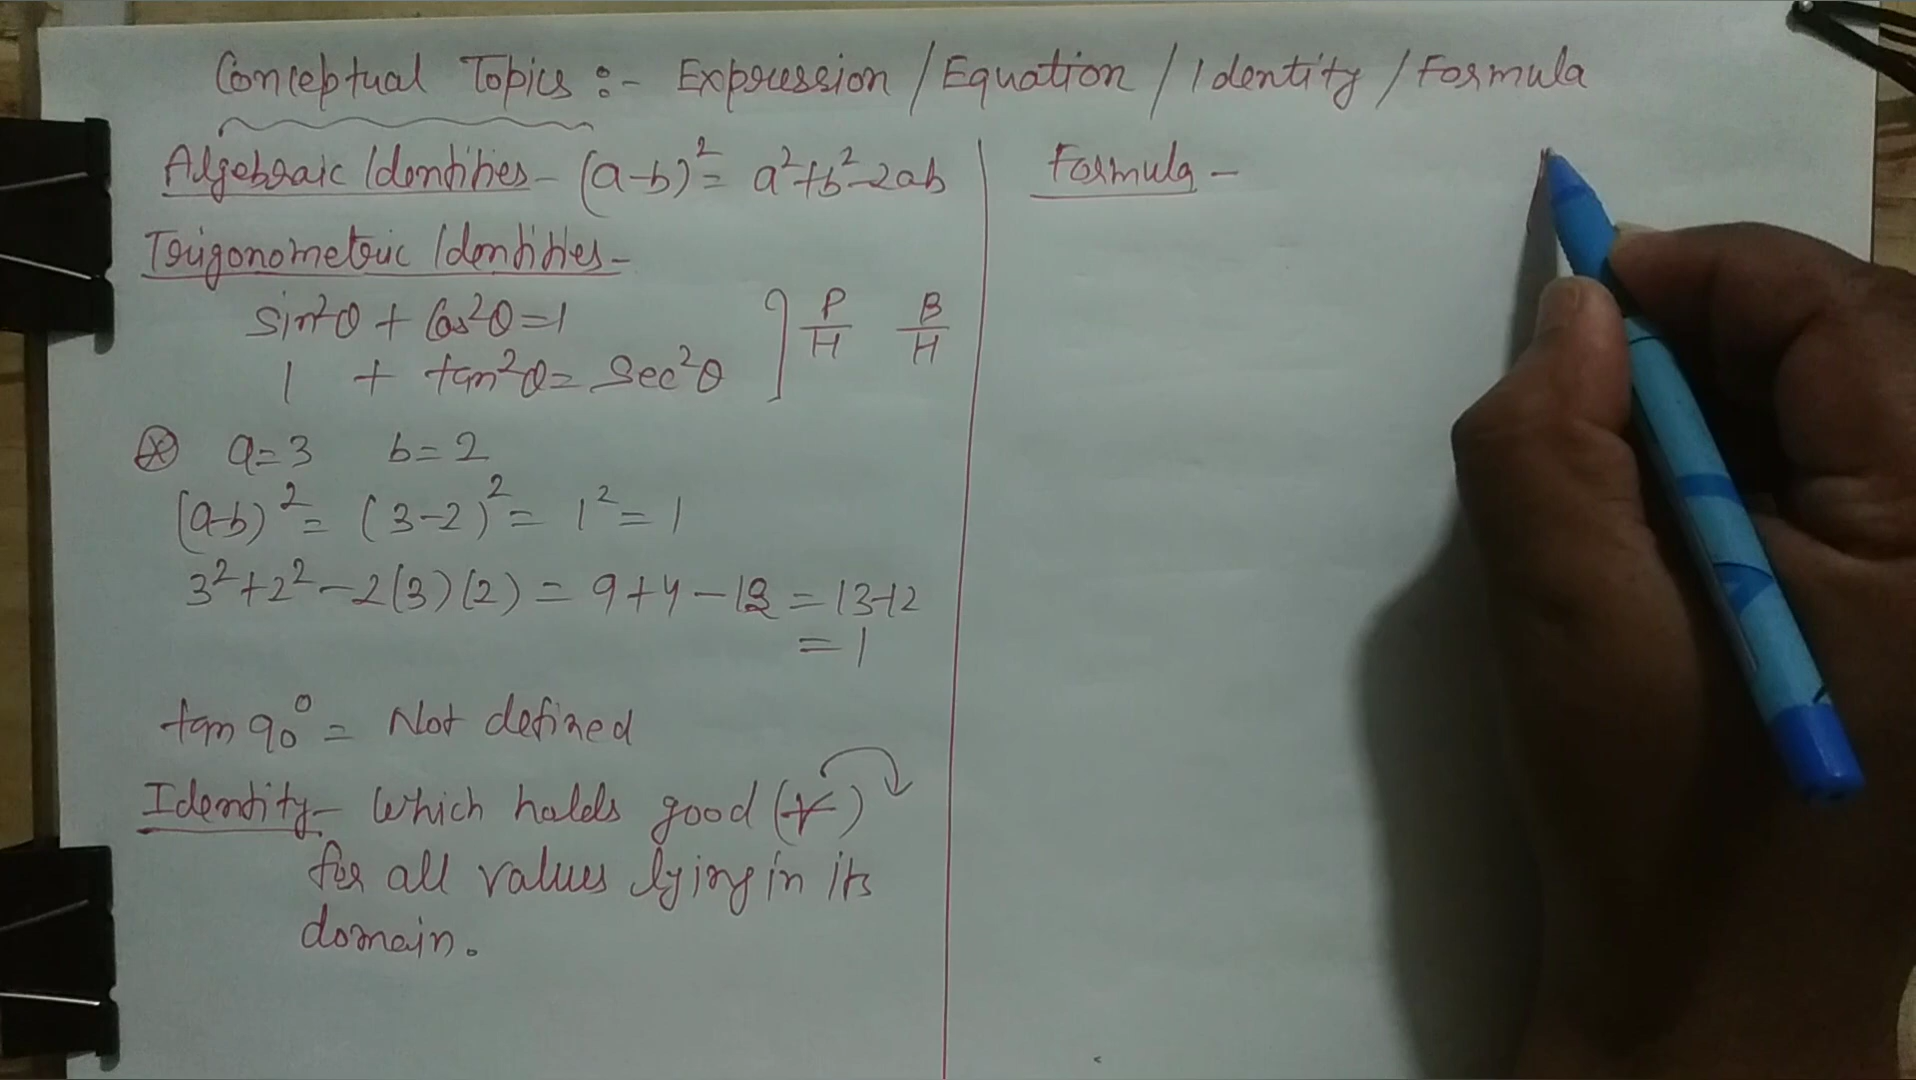 Conceptual Topics :- Expression / Equation / Identity / Formula
Algebraic Identities - (a-b)² = a²+b²-2ab
Trigonometric Identities -
sin²θ + Cos²θ = 1
1 + tan²θ = Sec²θ
P/H B/H
a=3 b=2
(a-b)² = (3-2)² = 1² = 1
3²+2²-2(3)(2) = 9+4-12 = 13-12
= 1
tan 90° = Not defined
Identity - Which holds good
for all values lying in its
domain.
Formula -